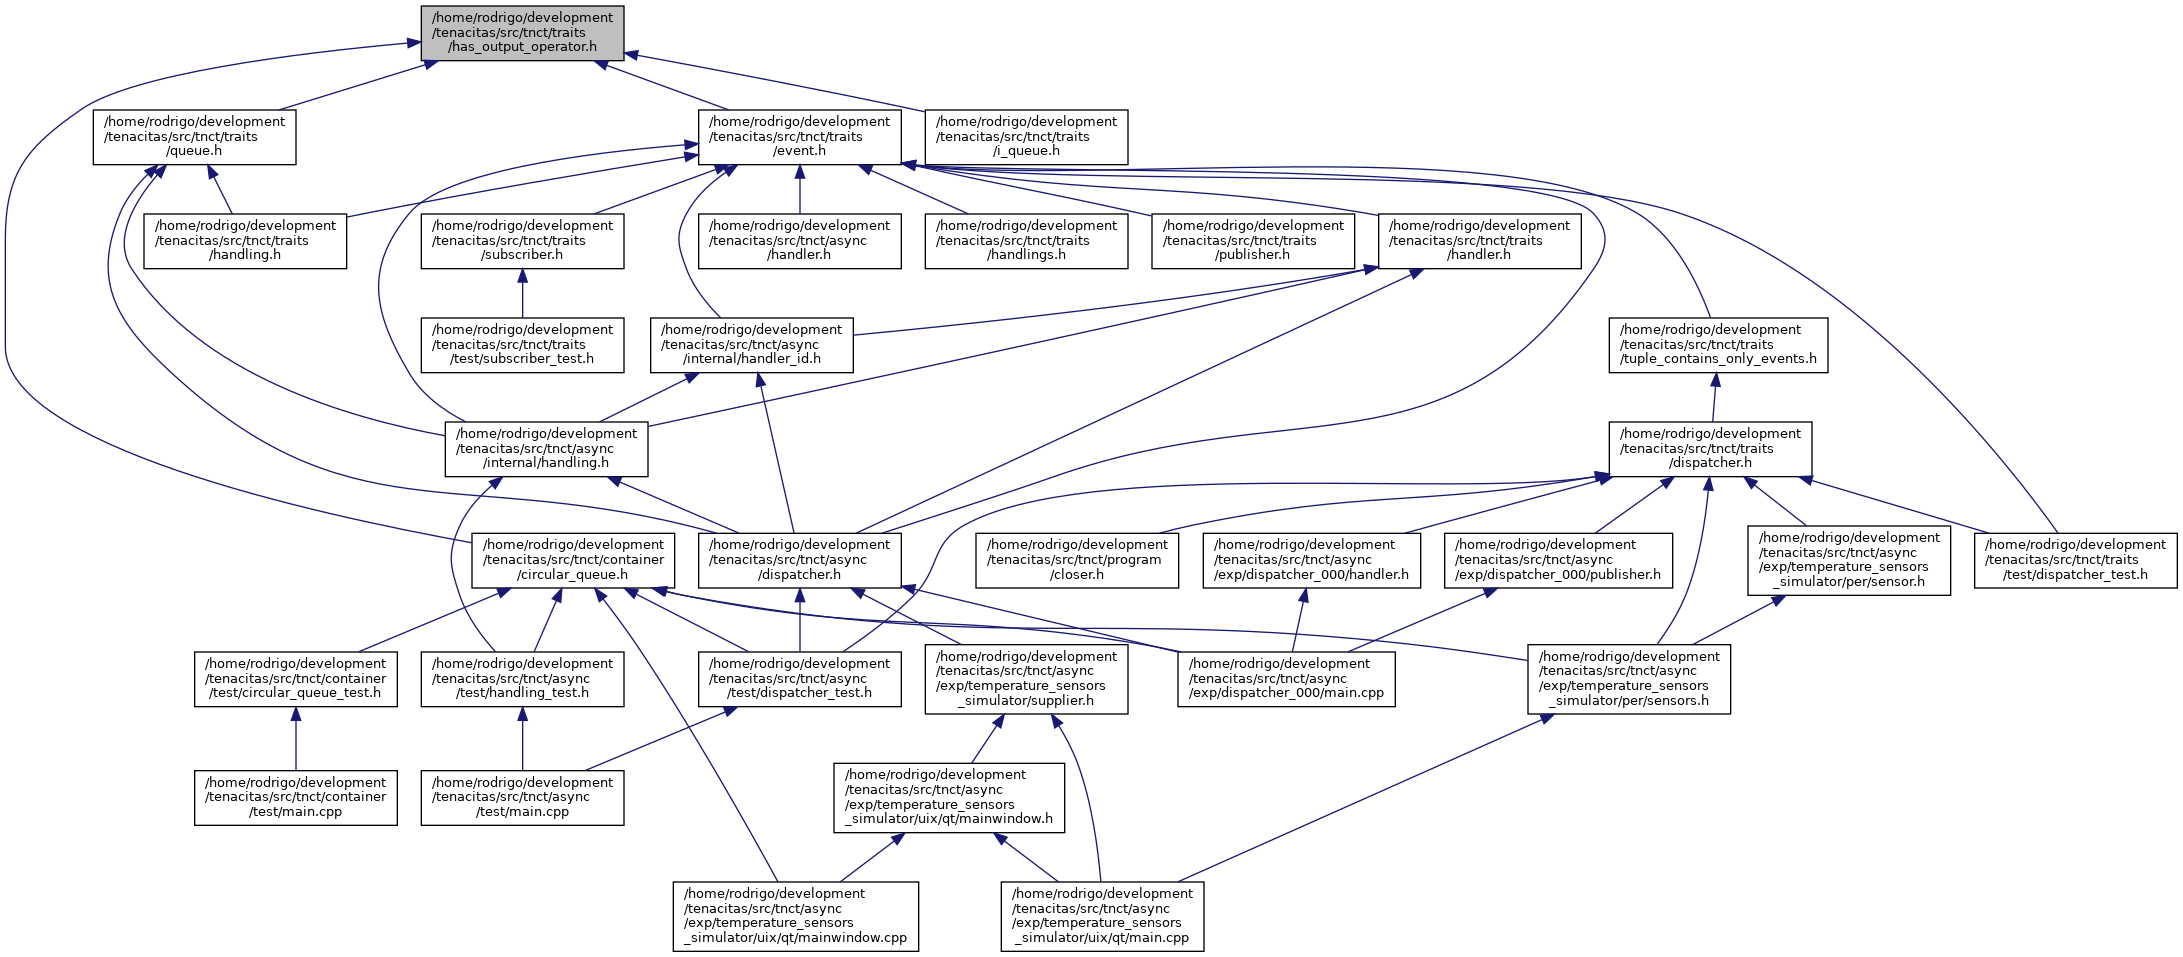 /home/rodrigo/development
/tenacitas/src/tnct/traits
/has_output_operator.h
/home/rodrigo/development
/tenacitas/src/tnct/traits
/queue.h
/home/rodrigo/development
/tenacitas/src/tnct/traits
/event.h
/home/rodrigo/development
/tenacitas/src/tnct/traits
/i_queue.h
/home/rodrigo/development
/tenacitas/src/tnct/traits
/handling.h
/home/rodrigo/development
/tenacitas/src/tnct/traits
/subscriber.h
/home/rodrigo/development
/tenacitas/src/tnct/async
/handler.h
/home/rodrigo/development
/tenacitas/src/tnct/traits
/handlings.h
/home/rodrigo/development
/tenacitas/src/tnct/traits
/publisher.h
/home/rodrigo/development
/tenacitas/src/tnct/traits
/handler.h
/home/rodrigo/development
/tenacitas/src/tnct/traits
/test/subscriber_test.h
/home/rodrigo/development
/tenacitas/src/tnct/async
/internal/handler_id.h
/home/rodrigo/development
/tenacitas/src/tnct/traits
/tuple_contains_only_events.h
/home/rodrigo/development
/tenacitas/src/tnct/async
/internal/handling.h
/home/rodrigo/development
/tenacitas/src/tnct/traits
/dispatcher.h
/home/rodrigo/development
/tenacitas/src/tnct/container
/circular_queue.h
/home/rodrigo/development
/tenacitas/src/tnct/async
/dispatcher.h
/home/rodrigo/development
/tenacitas/src/tnct/program
/closer.h
/home/rodrigo/development
/tenacitas/src/tnct/async
/exp/dispatcher_000/handler.h
/home/rodrigo/development
/tenacitas/src/tnct/async
/exp/dispatcher_000/publisher.h
/home/rodrigo/development
/tenacitas/src/tnct/async
/exp/temperature_sensors
_simulator/per/sensor.h
/home/rodrigo/development
/tenacitas/src/tnct/traits
/test/dispatcher_test.h
/home/rodrigo/development
/tenacitas/src/tnct/container
/test/circular_queue_test.h
/home/rodrigo/development
/tenacitas/src/tnct/async
/test/handling_test.h
/home/rodrigo/development
/tenacitas/src/tnct/async
/test/dispatcher_test.h
/home/rodrigo/development
/tenacitas/src/tnct/async
/exp/temperature_sensors
_simulator/supplier.h
/home/rodrigo/development
/tenacitas/src/tnct/async
/exp/dispatcher_000/main.cpp
/home/rodrigo/development
/tenacitas/src/tnct/async
/exp/temperature_sensors
_simulator/per/sensors.h
/home/rodrigo/development
/tenacitas/src/tnct/container
/test/main.cpp
/home/rodrigo/development
/tenacitas/src/tnct/async
/test/main.cpp
/home/rodrigo/development
/tenacitas/src/tnct/async
/exp/temperature_sensors
_simulator/uix/qt/mainwindow.h
/home/rodrigo/development
/tenacitas/src/tnct/async
/exp/temperature_sensors
_simulator/uix/qt/mainwindow.cpp
/home/rodrigo/development
/tenacitas/src/tnct/async
/exp/temperature_sensors
_simulator/uix/qt/main.cpp